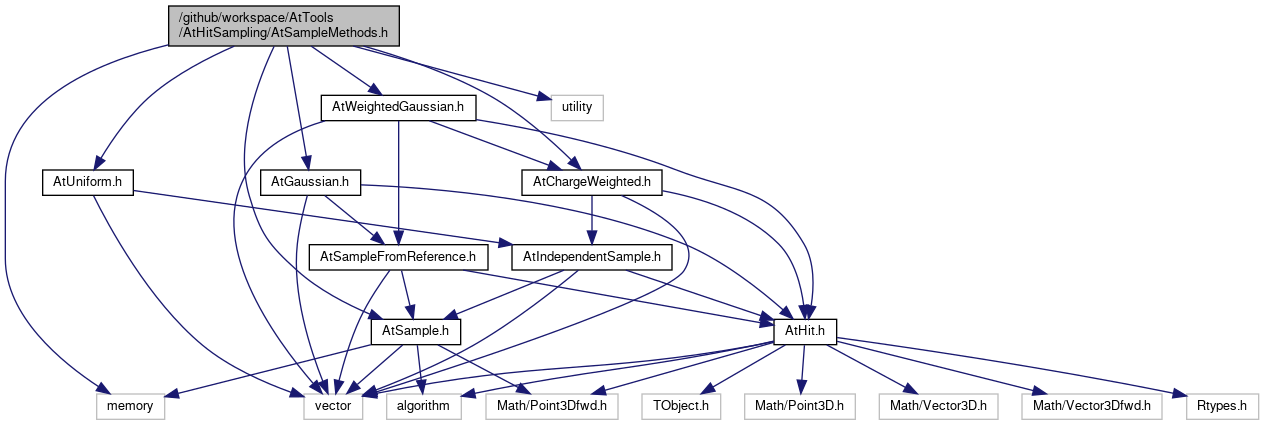 /github/workspace/AtTools
/AtHitSampling/AtSampleMethods.h
AtWeightedGaussian.h
utility
AtUniform.h
AtGaussian.h
AtChargeWeighted.h
AtSampleFromReference.h
AtIndependentSample.h
AtSample.h
AtHit.h
memory
vector
algorithm
Math/Point3Dfwd.h
TObject.h
Math/Point3D.h
Math/Vector3D.h
Math/Vector3Dfwd.h
Rtypes.h